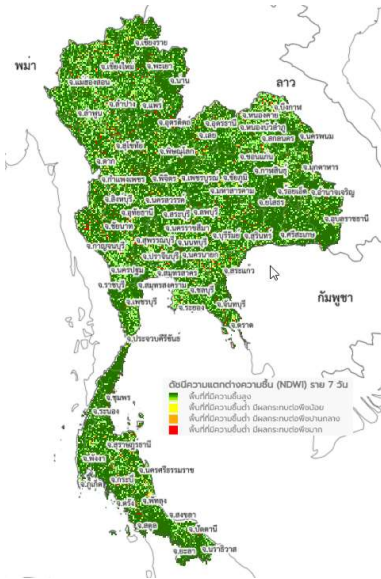 พม่า
ลาว
กัมพูชา
จ.เชียงราย
จ.เชียงใหม่
จ.พะเยา
จ.แม่ฮ่องสอน
จ.น่าน
จ.ลำปาง
จ.แพร่
จ.ลำพูน
จ.อุตรดิตถ์
จ.สุโขทัย
จ.ตาก
จ.พิษณุโลก
จ.เลย
จ.อุดรธานี
จ.หนองคาย
จ.บึงกาฬ
จ.หนองบัวลำภู
จ.สกลนคร
จ.นครพนม
จ.ขอนแก่น
จ.กาฬสินธุ์
จ.มุกดาหาร
จ.กำแพงเพชร
จ.พิจิตร
จ.เพชรบูรณ์
จ.ชัยภูมิ
จ.มหาสารคาม
จ.ร้อยเอ็ด
จ.อำนาจเจริญ
จ.ยโสธร
จ.อุบลราชธานี
จ.สิงห์บุรี
จ.นครสวรรค์
จ.อุทัยธานี
จ.สระบุรี
จ.ลพบุรี
จ.ชัยนาท
จ.นครราชสีมา
จ.บุรีรัมย์
จ.สุรินทร์
จ.ศรีสะเกษ
จ.กาญจนบุรี
จ.สุพรรณบุรี
จ.นนทบุรี
จ.ปราจีนบุรี
จ.นครนายก
จ.นครปฐม
จ.สมุทรสาคร
จ.สระแก้ว
จ.ราชบุรี
จ.สมุทรสงคราม
จ.ชลบุรี
จ.เพชรบุรี
จ.ระยอง
จ.จันทบุรี
จ.ตราด
จ.ประจวบคีรีขันธ์
ดัชนีความแตกต่างความชื้น (NDWI) ราย 7 วัน
พื้นที่ที่มีความชื้นสูง
พื้นที่ที่มีความชื้นต่ำ มีผลกระทบต่อพืชน้อย
พื้นที่ที่มีความชื้นต่ำ มีผลกระทบต่อพืชปานกลาง
พื้นที่ที่มีความชื้นต่ำ มีผลกระทบต่อพืชมาก
จ.ชุมพร
จ.ระนอง
จ.สุราษฎร์ธานี
จ.พังงา
จ.นครศรีธรรมราช
จ.กระบี่
จ.ภูเก็ต
จ.ตรัง
จ.พัทลุง
จ.สงขลา
จ.สตูล
จ.ปัตตานี
จ.ยะลา
จ.นราธิวาส